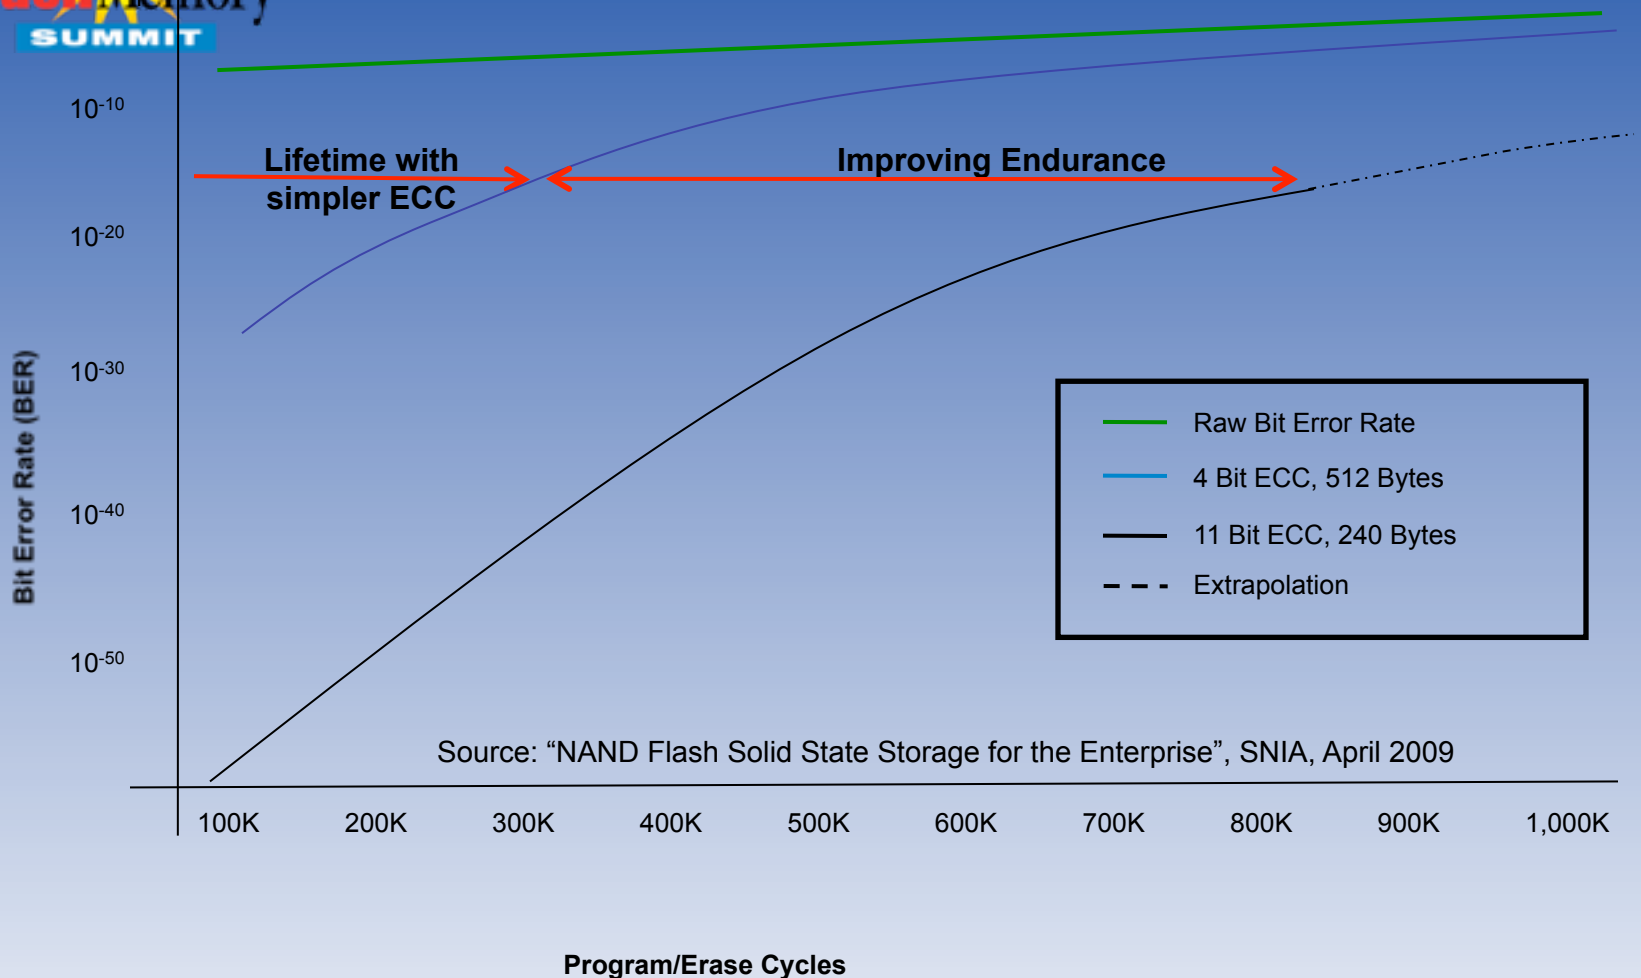 Memory
SUMMIT
10-10
Lifetime with
simpler ECC
Improving Endurance
10-20
10-30
10-40
10-50
Bit Error Rate (BER)
Raw Bit Error Rate
4 Bit ECC, 512 Bytes
11 Bit ECC, 240 Bytes
Extrapolation
Source: “NAND Flash Solid State Storage for the Enterprise”, SNIA, April 2009
100K 200K 300K 400K 500K 600K 700K 800K 900K 1,000K
Program/Erase Cycles